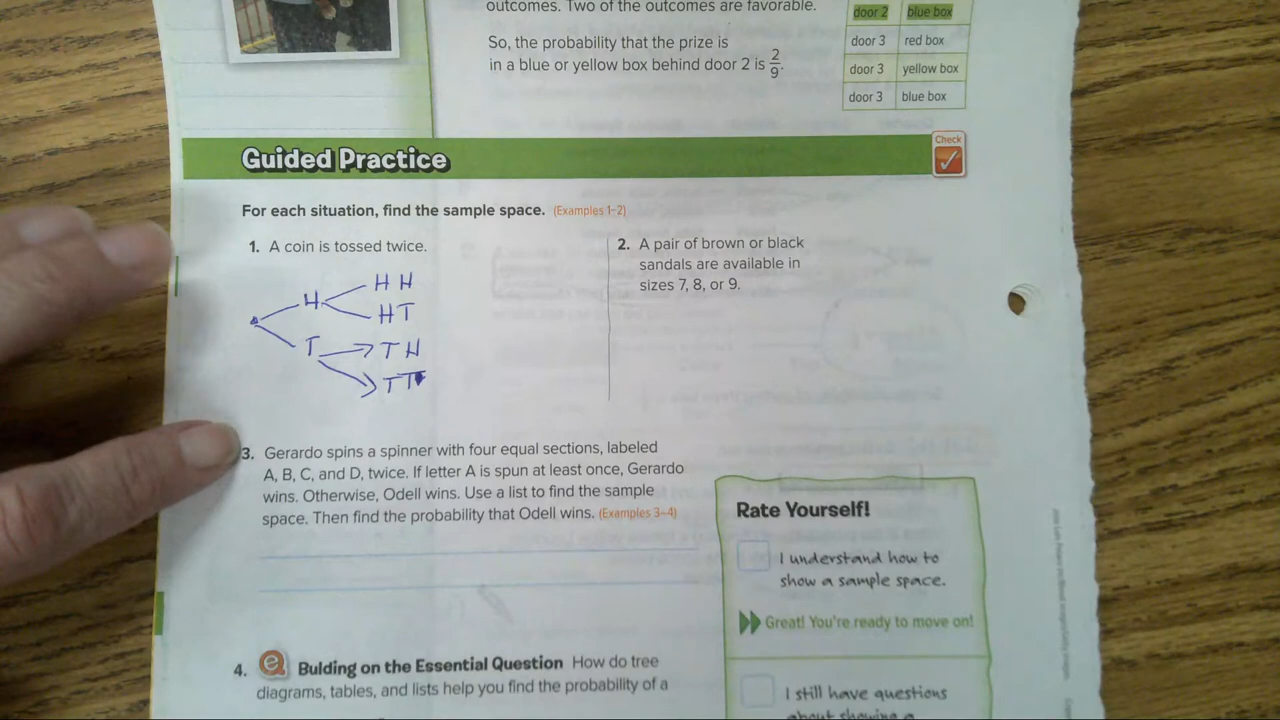 outcomes. Two of the outcomes are favorable.
So, the probability that the prize is
in a blue or yellow box behind door 2 is 2/9.
door 2 blue box
door 3 red box
door 3 yellow box
door 3 blue box
Guided Practice
Check
For each situation, find the sample space. (Examples 1–2)
1. A coin is tossed twice.
H H
H
H T
T
T H
T T
2. A pair of brown or black
sandals are available in
sizes 7, 8, or 9.
3. Gerardo spins a spinner with four equal sections, labeled
A, B, C, and D, twice. If letter A is spun at least once, Gerardo
wins. Otherwise, Odell wins. Use a list to find the sample
space. Then find the probability that Odell wins. (Examples 3–4)
4. e Bulding on the Essential Question How do tree
diagrams, tables, and lists help you find the probability of a
Rate Yourself!
I understand how to
show a sample space.
Great! You're ready to move on!
I still have questions
about showing a